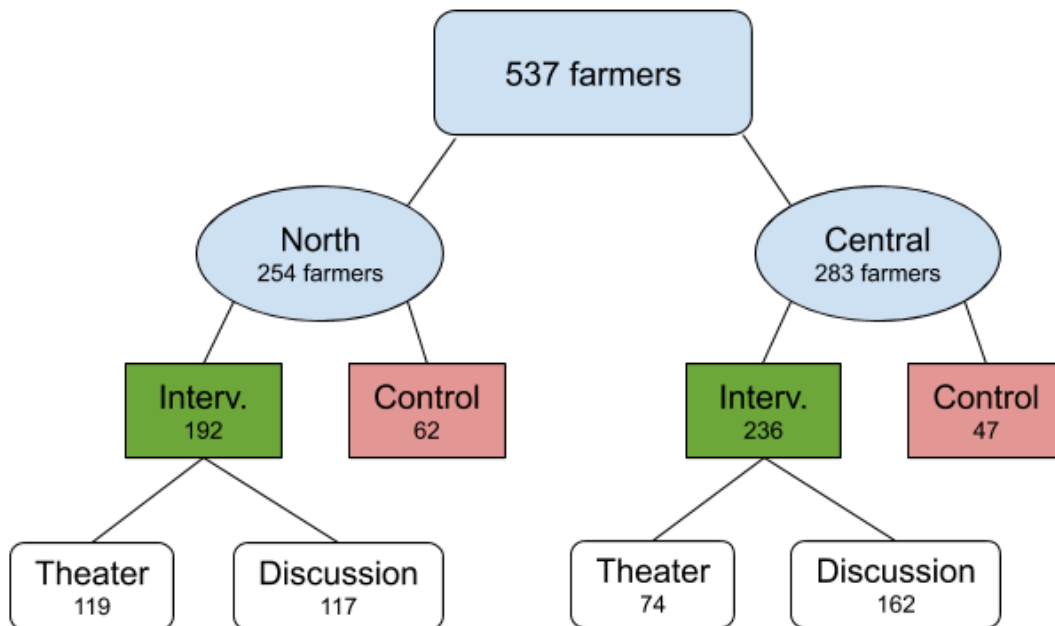 537 farmers
North
254 farmers
Central
283 farmers
Interv.
192
Control
62
Interv.
236
Control
47
Theater
119
Discussion
117
Theater
74
Discussion
162